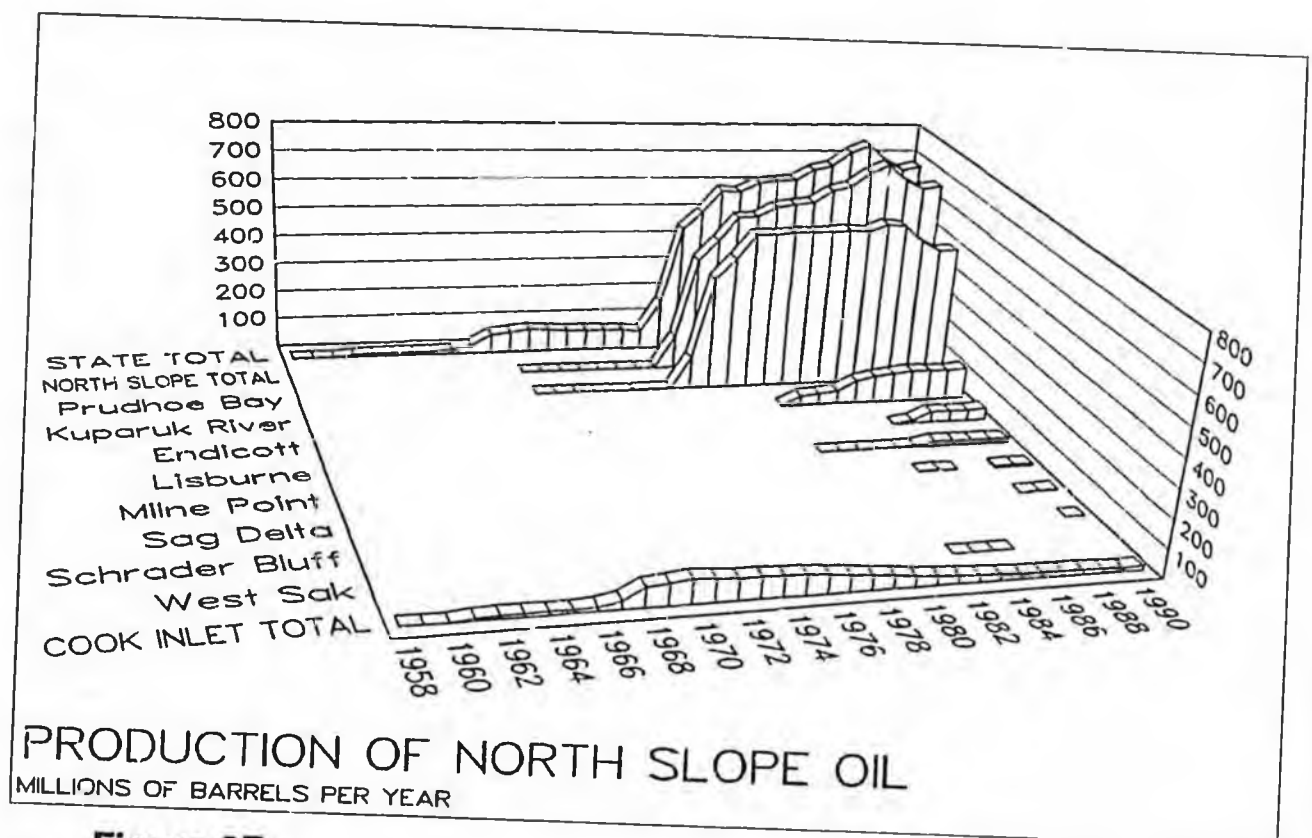 800
700
600
500
400
300
200
100
STATE TOTAL
NORTH SLOPE TOTAL
Prudhoe Bay
Kuparuk River
Endicott
Lisburne
Milne Point
Sag Delta
Schrader Bluff
West Sak
COOK INLET TOTAL
800
700
600
500
400
300
200
100
1958 1960 1962 1964 1966 1968 1970 1972 1974 1976 1978 1980 1982 1984 1986 1988 1990
PRODUCTION OF NORTH SLOPE OIL
MILLIONS OF BARRELS PER YEAR